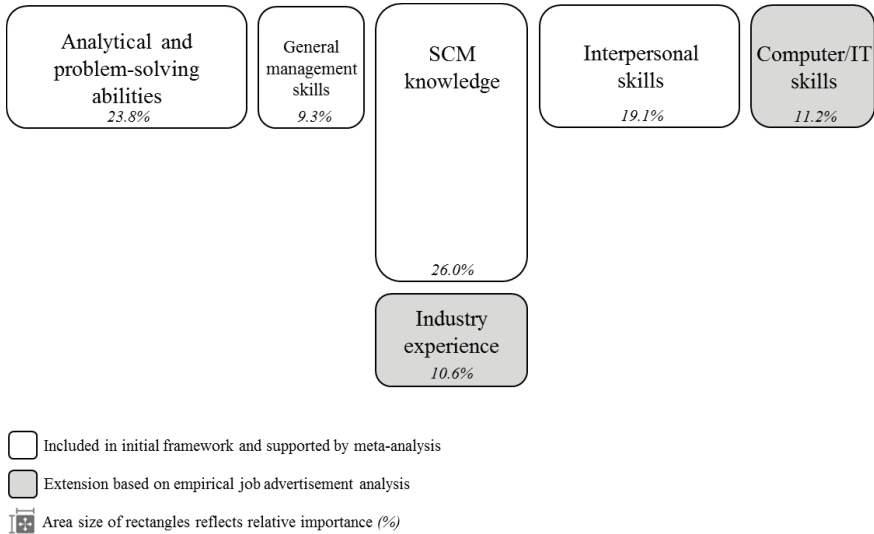 Analytical and
problem-solving
abilities
23.8%
General
management
skills
9.3%
SCM
knowledge
26.0%
Interpersonal
skills
19.1%
Computer/IT
skills
11.2%
Industry
experience
10.6%
Included in initial framework and supported by meta-analysis
Extension based on empirical job advertisement analysis
Area size of rectangles reflects relative importance (%)